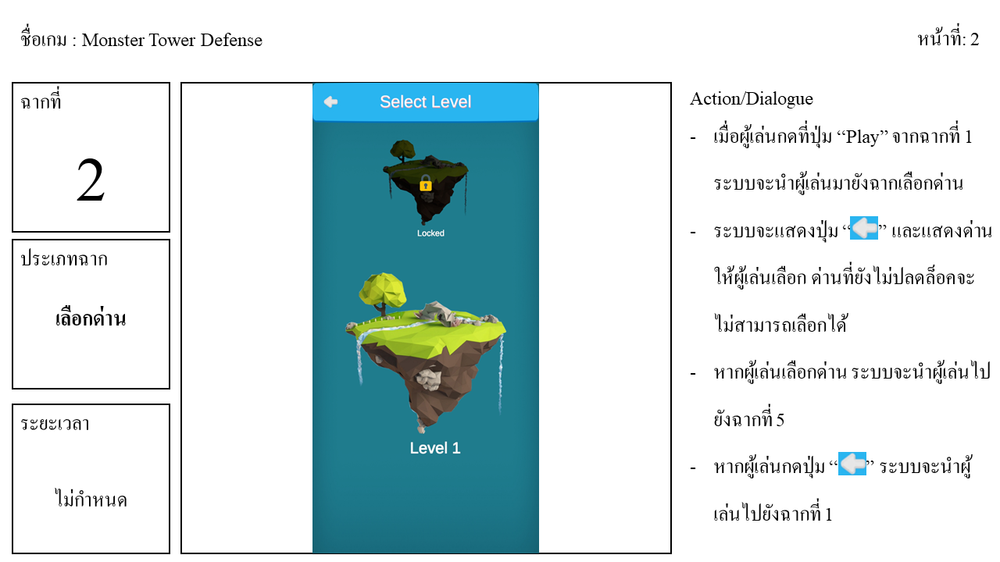 ชื่อเกม : Monster Tower Defense
หน้าที่: 2
ฉากที่
2
ประเภทฉาก
เลือกด่าน
ระยะเวลา
ไม่กำหนด
Select Level
Locked
Level 1
Action/Dialogue
- เมื่อผู้เล่นกดที่ปุ่ม “Play” จากฉากที่ 1
ระบบจะนำผู้เล่นมายังฉากเลือกด่าน
- ระบบจะแสดงปุ่ม “” และแสดงด่าน
ให้ผู้เล่นเลือก ด่านที่ยังไม่ปลดล็อคจะ
ไม่สามารถเลือกได้
- หากผู้เล่นเลือกด่าน ระบบจะนำผู้เล่นไป
ยังฉากที่ 5
- หากผู้เล่นกดปุ่ม “” ระบบจะนำผู้
เล่นไปยังฉากที่ 1